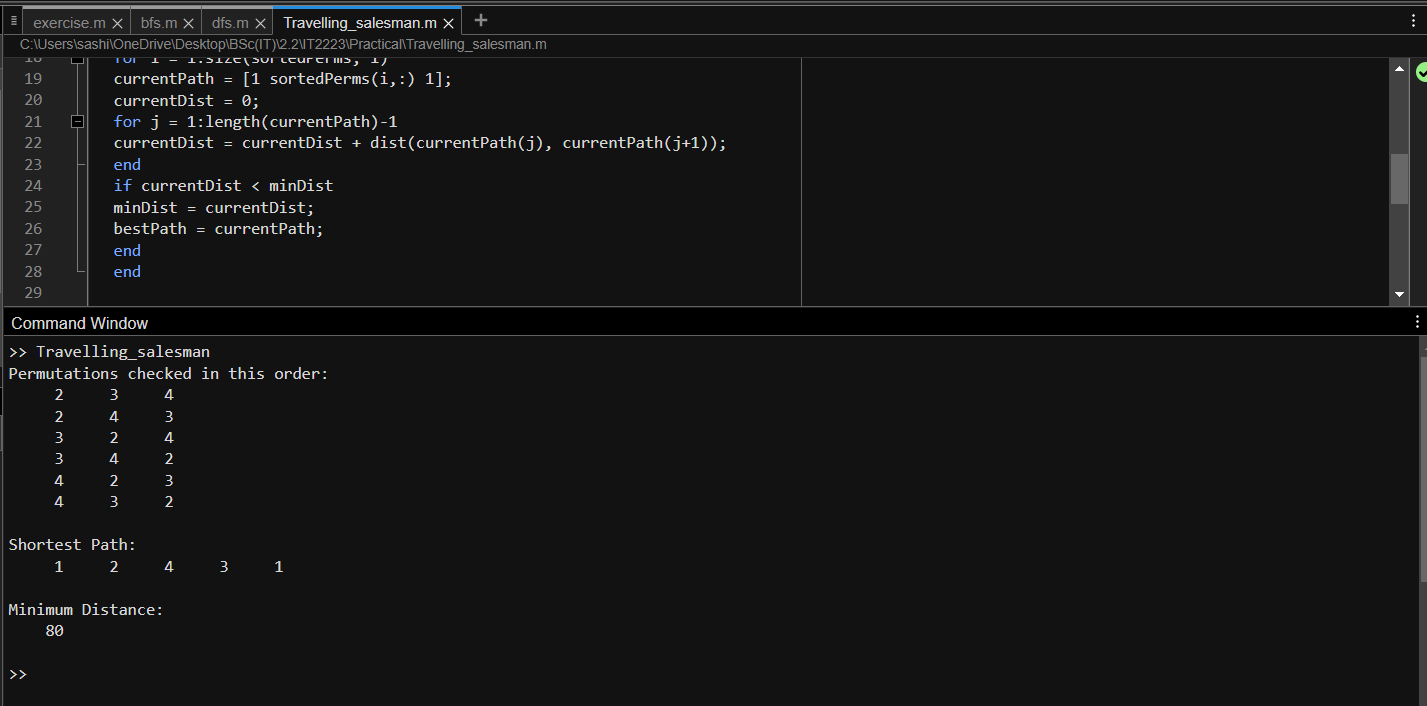 exercise.m × bfs.m × dfs.m × Travelling_salesman.m × +
C:\Users\sashi\OneDrive\Desktop\BSc(IT)\2.2\IT2223\Practical\Travelling_salesman.m
18 for i = 1:size(sortedPerms, 1)
19 currentPath = [1 sortedPerms(i,:) 1];
20 currentDist = 0;
21 for j = 1:length(currentPath)-1
22 currentDist = currentDist + dist(currentPath(j), currentPath(j+1));
23 end
24 if currentDist < minDist
25 minDist = currentDist;
26 bestPath = currentPath;
27 end
28 end
29
Command Window
>> Travelling_salesman
Permutations checked in this order:
2 3 4
2 4 3
3 2 4
3 4 2
4 2 3
4 3 2
Shortest Path:
1 2 4 3 1
Minimum Distance:
80
>>